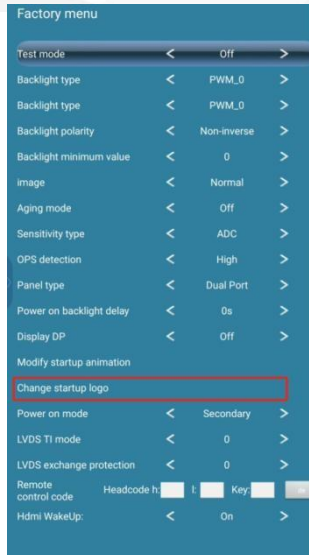 Factory menu
Test mode < Off >
Backlight type < PWM_0 >
Backlight type < PWM_0 >
Backlight polarity < Non-inverse >
Backlight minimum value < 0 >
image < Normal >
Aging mode < Off >
Sensitivity type < ADC >
OPS detection < High >
Panel type < Dual Port >
Power on backlight delay < 0s >
Display DP < Off >
Modify startup animation
Change startup logo
Power on mode < Secondary >
LVDS TI mode < 0 >
LVDS exchange protection < 0 >
Remote
control code Headcode h: l: Key:
Hdmi WakeUp: < On >